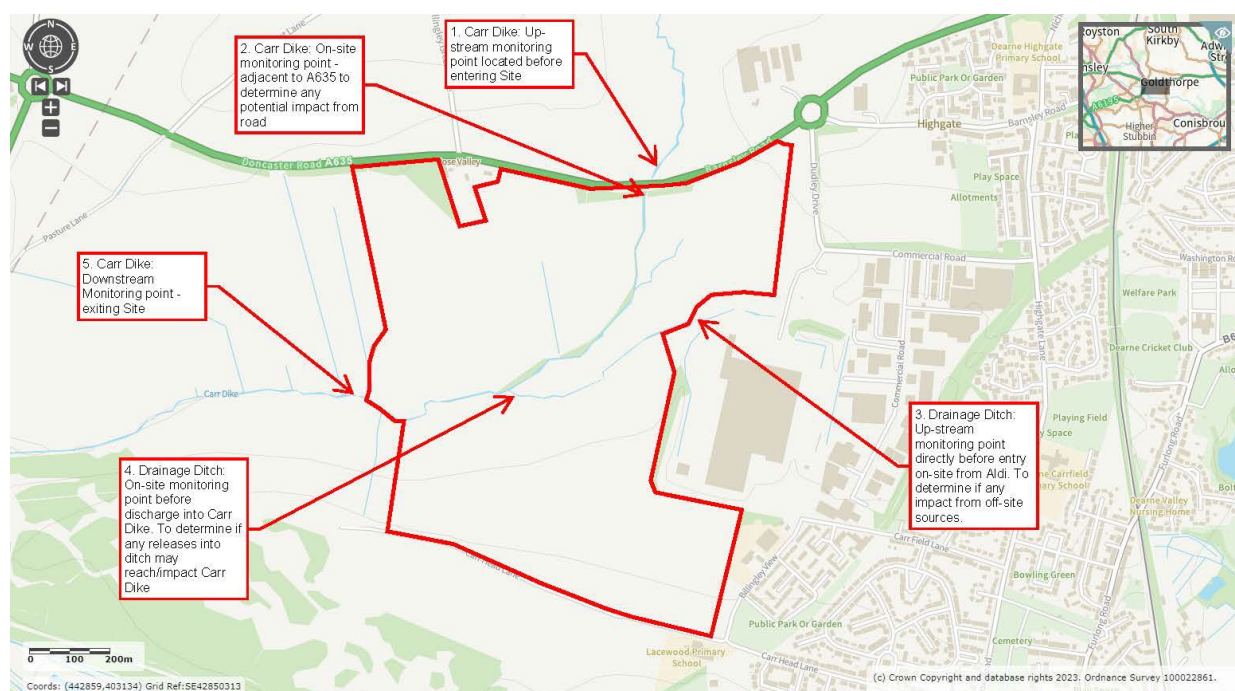 N
W
E
S
2. Carr Dike: On-site
monitoring point -
adjacent to A635 to
determine any
potential impact from
road
1. Carr Dike: Up-
stream monitoring
point located before
entering Site
5. Carr Dike:
Downstream
Monitoring point -
exiting Site
4. Drainage Ditch:
On-site monitoring
point before
discharge into Carr
Dike. To determine if
any releases into
ditch may
reach/impact Carr
Dike
3. Drainage Ditch:
Up-stream
monitoring point
directly before entry
on-site from Aldi. To
determine if any
impact from off-site
sources.
Doncaster Road A635
Pasture Lane
Carr Dike
Barnsley Road
Highgate
Dearne Highgate
Primary School
Public Park Or Garden
Play Space
Allotments
Dudley Drive
Commercial Road
Commercial Road
Highgate Lane
Washington
Welfare Park
Dearne Cricket Club
Playing Field
Furlong Road
Dearne Valley
Nursing Home
Carr Field Lane
Billingley View
Bowling Green
Furlong Road
Public Park Or Garden
Cemetery
Lacewood Primary
School
Carr Head Lane
South
Kirkby
Goldthorpe
A6195
Higher
Stubbin
Conisbrou
0 100 200m
Coords: (442859,403134) Grid Ref:SE42850313
(c) Crown Copyright and database rights 2023. Ordnance Survey 100022861.